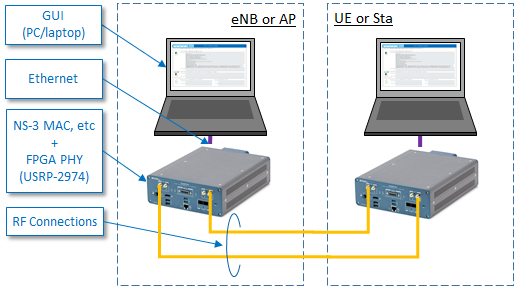 GUI
(PC/laptop)
Ethernet
NS-3 MAC, etc
+
FPGA PHY
(USRP-2974)
RF Connections
eNB or AP
UE or Sta